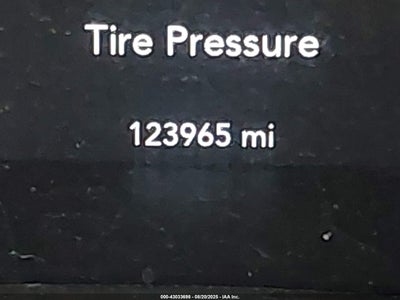 Tire Pressure
123965 mi
000-43033699 - 08/20/2025 - IAA Inc.